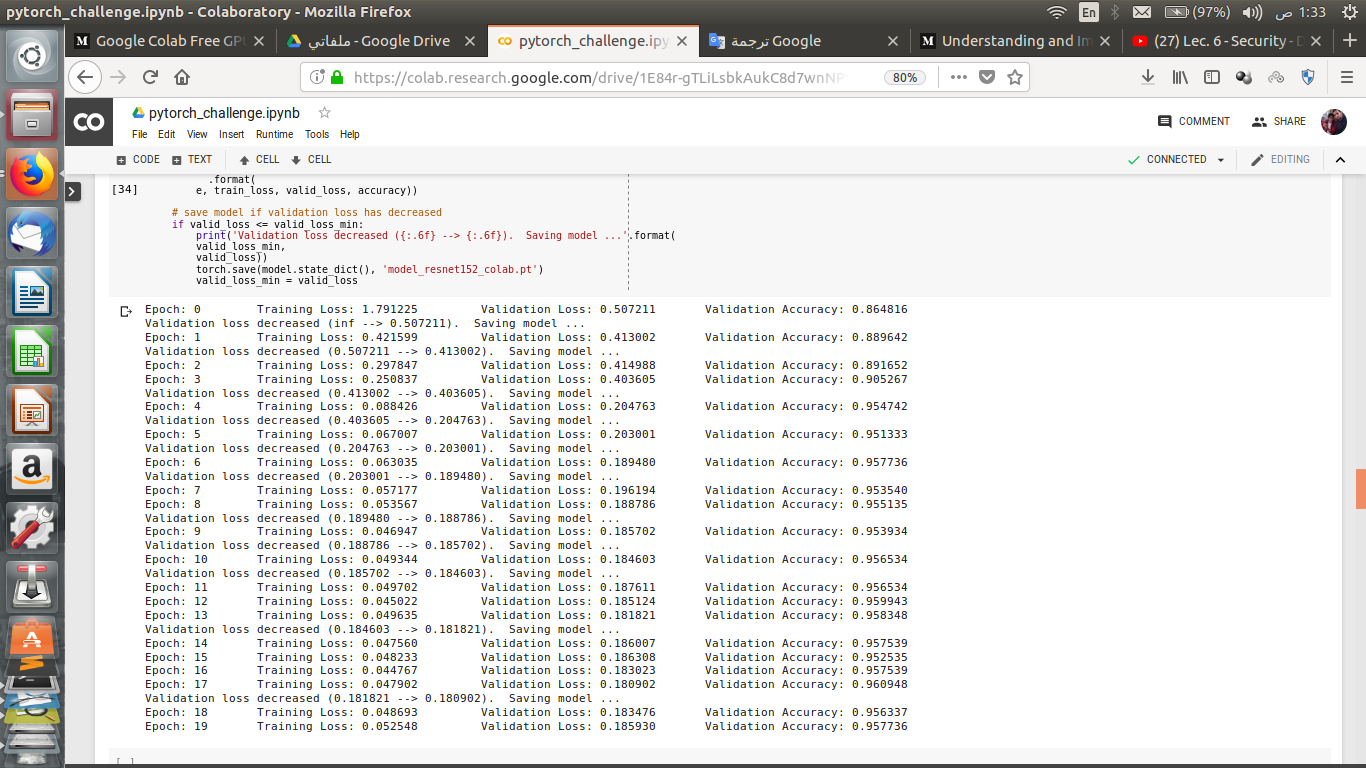 pytorch_challenge.ipynb - Colaboratory - Mozilla Firefox
En
(97%)
1:33 ص
Google Colab Free GPU
ملفاتي - Google Drive
pytorch_challenge.ipy
ترجمة Google
Understanding and Im
(27) Lec. 6 - Security - D
https://colab.research.google.com/drive/1E84r-gTLiLsbkAukC8d7wnNP
80%
CO
pytorch_challenge.ipynb
File Edit View Insert Runtime Tools Help
COMMENT
SHARE
CODE TEXT CELL CELL
CONNECTED
EDITING
.format(
[34] e, train_loss, valid_loss, accuracy))
# save model if validation loss has decreased
if valid_loss <= valid_loss_min:
print('Validation loss decreased ({:.6f} --> {:.6f}).  Saving model ...'.format(
valid_loss_min,
valid_loss))
torch.save(model.state_dict(), 'model_resnet152_colab.pt')
valid_loss_min = valid_loss
Epoch: 0 Training Loss: 1.791225 Validation Loss: 0.507211 Validation Accuracy: 0.864816
Validation loss decreased (inf --> 0.507211).  Saving model ...
Epoch: 1 Training Loss: 0.421599 Validation Loss: 0.413002 Validation Accuracy: 0.889642
Validation loss decreased (0.507211 --> 0.413002).  Saving model ...
Epoch: 2 Training Loss: 0.297847 Validation Loss: 0.414988 Validation Accuracy: 0.891652
Epoch: 3 Training Loss: 0.250837 Validation Loss: 0.403605 Validation Accuracy: 0.905267
Validation loss decreased (0.413002 --> 0.403605).  Saving model ...
Epoch: 4 Training Loss: 0.088426 Validation Loss: 0.204763 Validation Accuracy: 0.954742
Validation loss decreased (0.403605 --> 0.204763).  Saving model ...
Epoch: 5 Training Loss: 0.067007 Validation Loss: 0.203001 Validation Accuracy: 0.951333
Validation loss decreased (0.204763 --> 0.203001).  Saving model ...
Epoch: 6 Training Loss: 0.063035 Validation Loss: 0.189480 Validation Accuracy: 0.957736
Validation loss decreased (0.203001 --> 0.189480).  Saving model ...
Epoch: 7 Training Loss: 0.057177 Validation Loss: 0.196194 Validation Accuracy: 0.953540
Epoch: 8 Training Loss: 0.053567 Validation Loss: 0.188786 Validation Accuracy: 0.955135
Validation loss decreased (0.189480 --> 0.188786).  Saving model ...
Epoch: 9 Training Loss: 0.046947 Validation Loss: 0.185702 Validation Accuracy: 0.953934
Validation loss decreased (0.188786 --> 0.185702).  Saving model ...
Epoch: 10 Training Loss: 0.049344 Validation Loss: 0.184603 Validation Accuracy: 0.956534
Validation loss decreased (0.185702 --> 0.184603).  Saving model ...
Epoch: 11 Training Loss: 0.049702 Validation Loss: 0.187611 Validation Accuracy: 0.956534
Epoch: 12 Training Loss: 0.045022 Validation Loss: 0.185124 Validation Accuracy: 0.959943
Epoch: 13 Training Loss: 0.049635 Validation Loss: 0.181821 Validation Accuracy: 0.958348
Validation loss decreased (0.184603 --> 0.181821).  Saving model ...
Epoch: 14 Training Loss: 0.047560 Validation Loss: 0.186007 Validation Accuracy: 0.957539
Epoch: 15 Training Loss: 0.048233 Validation Loss: 0.186308 Validation Accuracy: 0.952535
Epoch: 16 Training Loss: 0.044767 Validation Loss: 0.183023 Validation Accuracy: 0.957539
Epoch: 17 Training Loss: 0.047902 Validation Loss: 0.180902 Validation Accuracy: 0.960948
Validation loss decreased (0.181821 --> 0.180902).  Saving model ...
Epoch: 18 Training Loss: 0.048693 Validation Loss: 0.183476 Validation Accuracy: 0.956337
Epoch: 19 Training Loss: 0.052548 Validation Loss: 0.185930 Validation Accuracy: 0.957736
[ ]